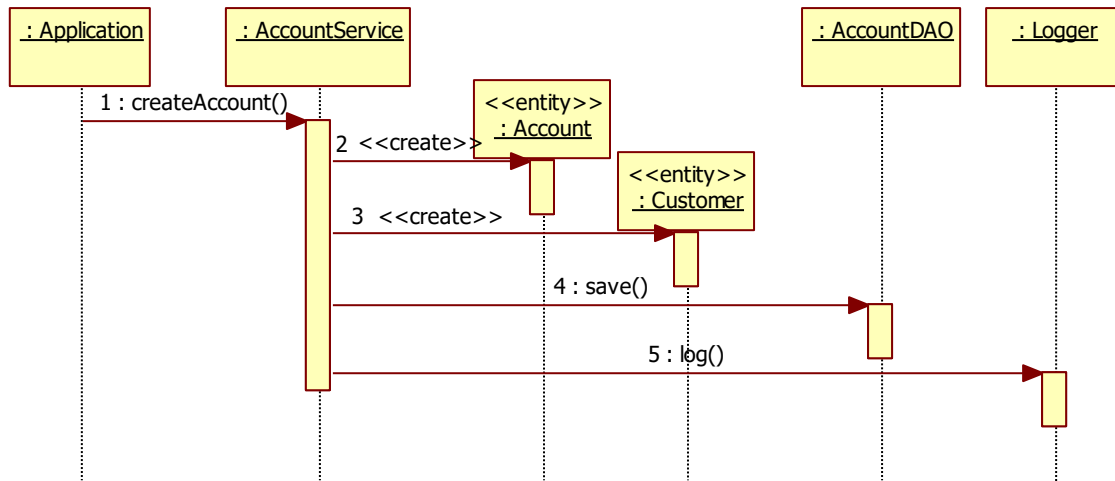 : Application
: AccountService
: AccountDAO
: Logger
<<entity>>
: Account
1 : createAccount()
2 <<create>>
<<entity>>
: Customer
3 <<create>>
4 : save()
5 : log()